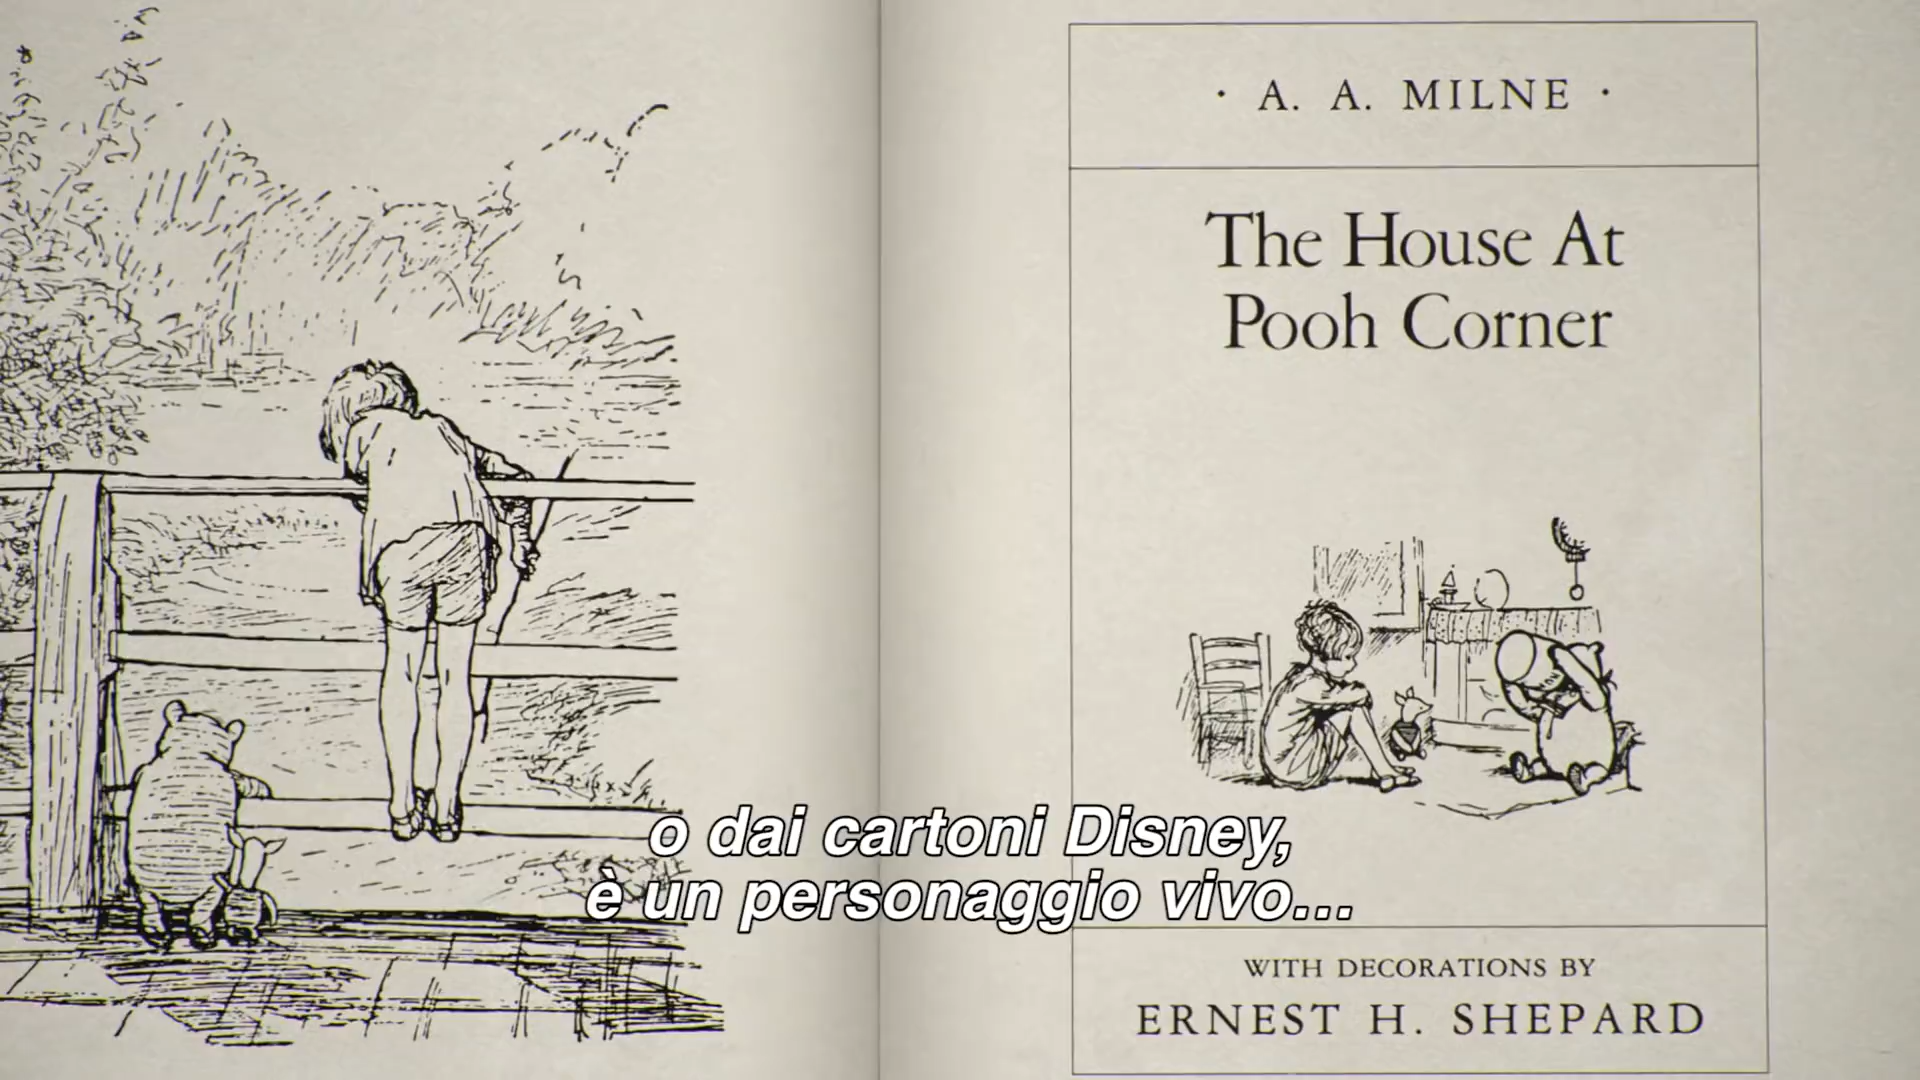 · A. A. MILNE ·
The House At
Pooh Corner
o dai cartoni Disney,
è un personaggio vivo...
WITH DECORATIONS BY
ERNEST H. SHEPARD